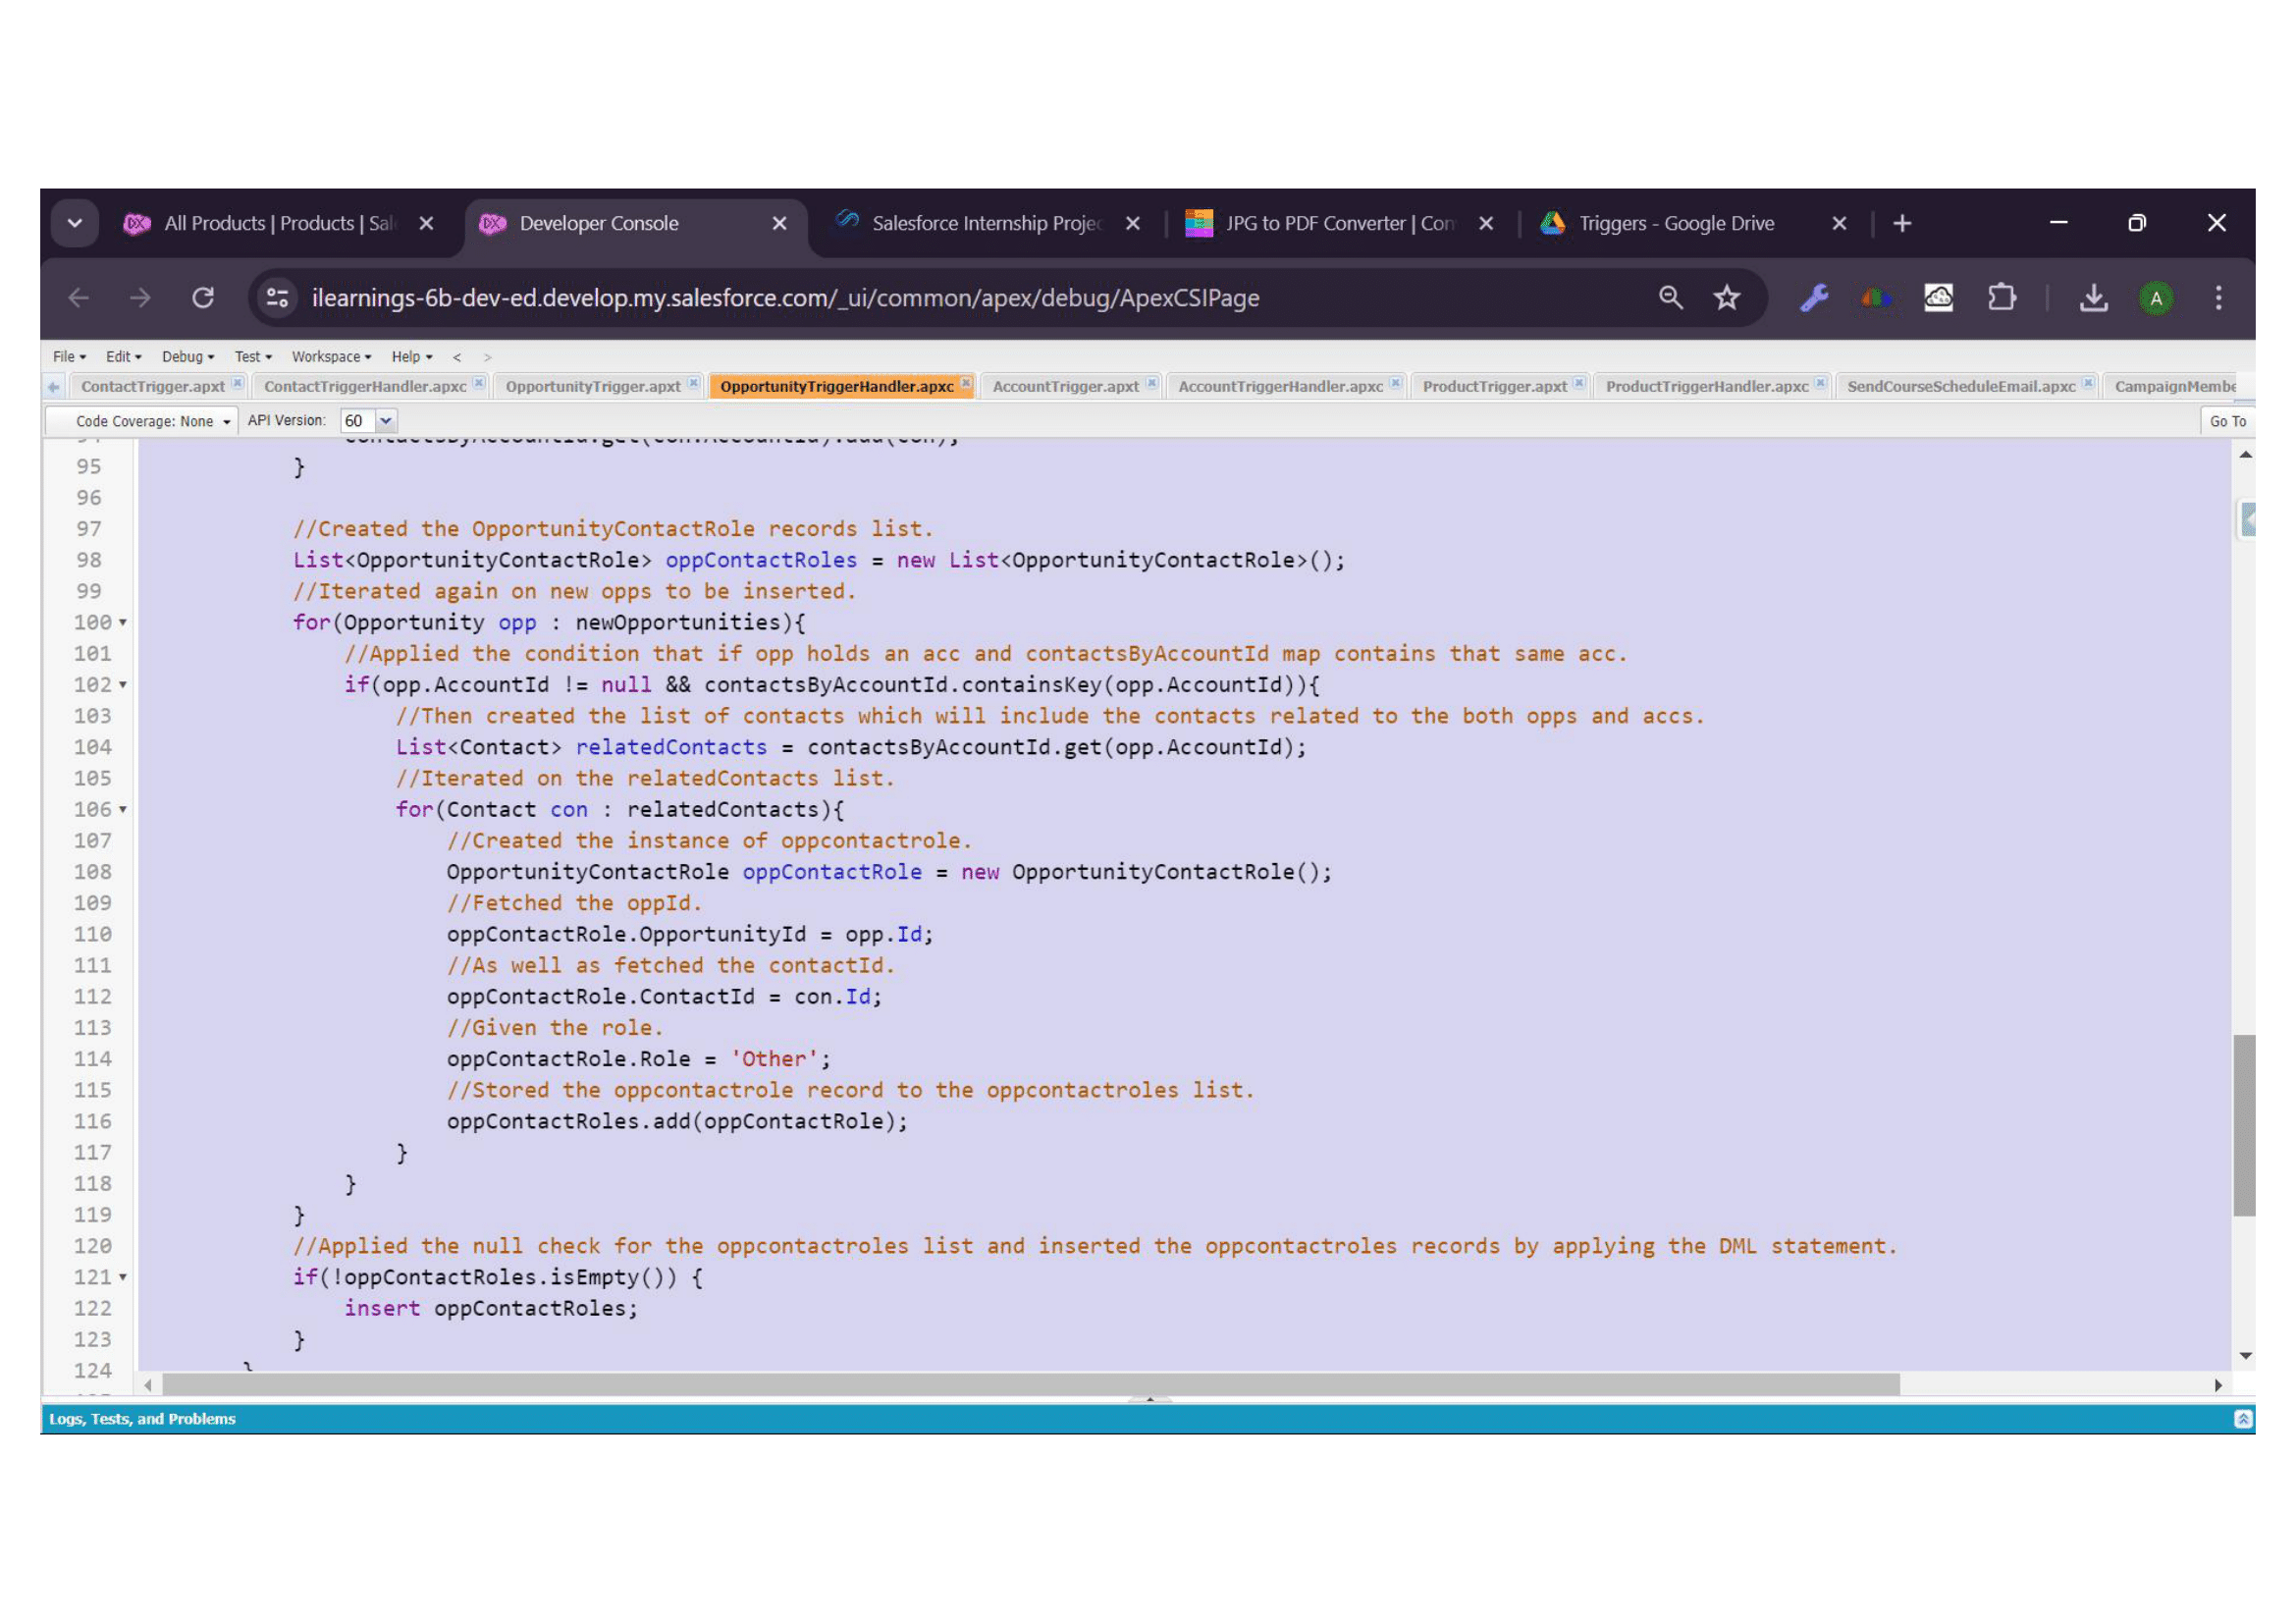 All Products | Products | Sal
Developer Console
Salesforce Internship Projec
JPG to PDF Converter | Con
Triggers - Google Drive
ilearnings-6b-dev-ed.develop.my.salesforce.com/_ui/common/apex/debug/ApexCSIPage
A
File Edit Debug Test Workspace Help < >
ContactTrigger.apxt ContactTriggerHandler.apxc OpportunityTrigger.apxt OpportunityTriggerHandler.apxc AccountTrigger.apxt AccountTriggerHandler.apxc ProductTrigger.apxt ProductTriggerHandler.apxc SendCourseScheduleEmail.apxc CampaignMembe
Code Coverage: None API Version: 60 Go To
94 contactsByAccountId.get(con.AccountId).add(con);
95 }
96
97 //Created the OpportunityContactRole records list.
98 List<OpportunityContactRole> oppContactRoles = new List<OpportunityContactRole>();
99 //Iterated again on new opps to be inserted.
100 for(Opportunity opp : newOpportunities){
101 //Applied the condition that if opp holds an acc and contactsByAccountId map contains that same acc.
102 if(opp.AccountId != null && contactsByAccountId.containsKey(opp.AccountId)){
103 //Then created the list of contacts which will include the contacts related to the both opps and accs.
104 List<Contact> relatedContacts = contactsByAccountId.get(opp.AccountId);
105 //Iterated on the relatedContacts list.
106 for(Contact con : relatedContacts){
107 //Created the instance of oppcontactrole.
108 OpportunityContactRole oppContactRole = new OpportunityContactRole();
109 //Fetched the oppId.
110 oppContactRole.OpportunityId = opp.Id;
111 //As well as fetched the contactId.
112 oppContactRole.ContactId = con.Id;
113 //Given the role.
114 oppContactRole.Role = 'Other';
115 //Stored the oppcontactrole record to the oppcontactroles list.
116 oppContactRoles.add(oppContactRole);
117 }
118 }
119 }
120 //Applied the null check for the oppcontactroles list and inserted the oppcontactroles records by applying the DML statement.
121 if(!oppContactRoles.isEmpty()) {
122 insert oppContactRoles;
123 }
124 }
Logs, Tests, and Problems